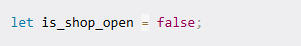 let is_shop_open = false;